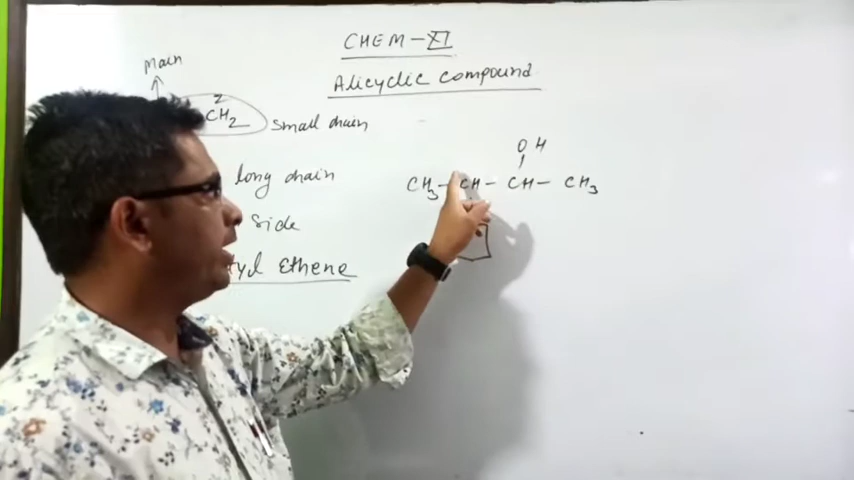 CHEM - XI
Alicyclic Compound
Main
2
CH2
Small chain
long chain
Side
Ethene
OH
CH3 - CH - CH - CH3